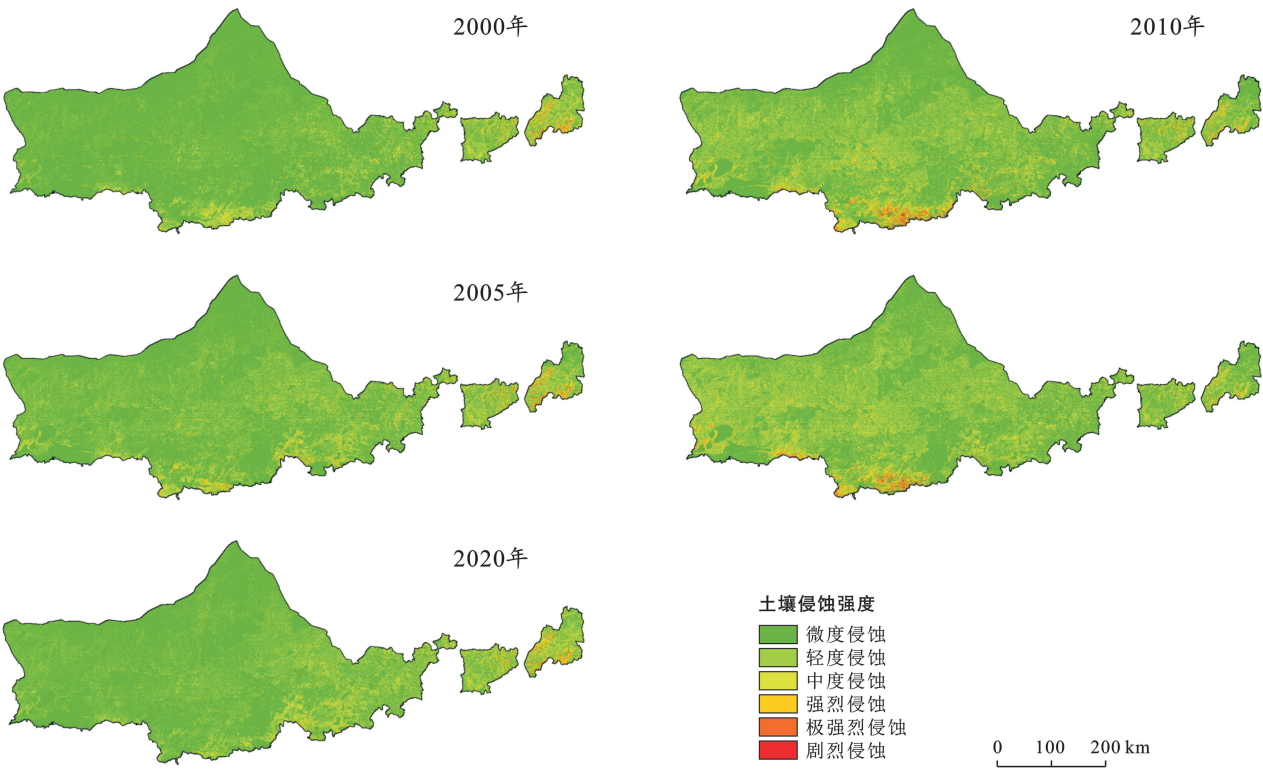 2000年
2010年
2005年
2020年
土壤侵蚀强度
微度侵蚀
轻度侵蚀
中度侵蚀
强烈侵蚀
极强烈侵蚀
剧烈侵蚀
0 100 200 km